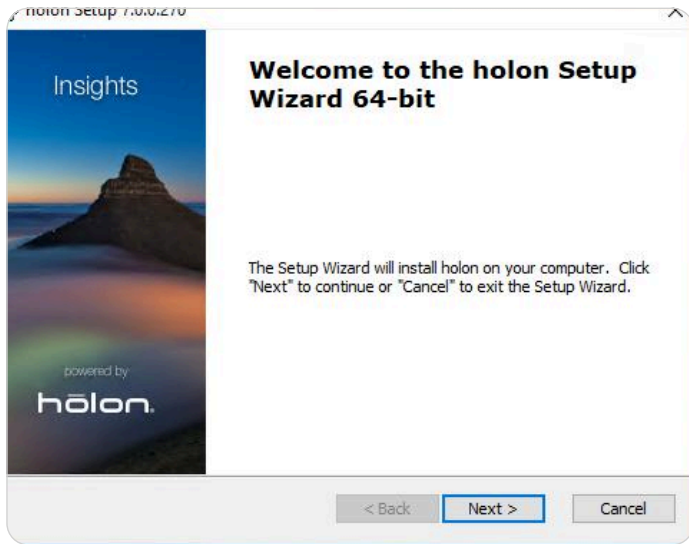 holon Setup 7.0.0.270
Insights
Welcome to the holon Setup
Wizard 64-bit
The Setup Wizard will install holon on your computer. Click
"Next" to continue or "Cancel" to exit the Setup Wizard.
powered by
hōlon.
< Back
Next >
Cancel